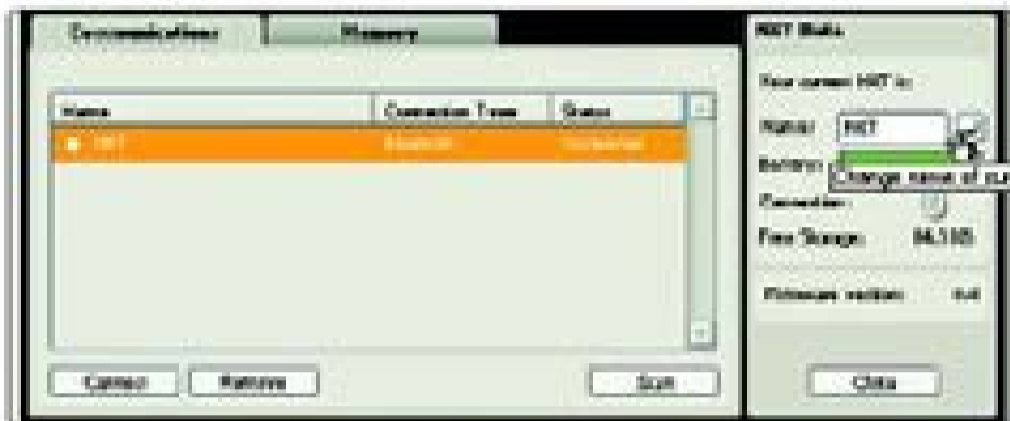 Communications
Memory
Name
Connection Type
Status
NXT
Connect
Remove
Scan
NXT Data
Your current NXT is:
Name: NXT
Battery:
Change name of cur
Connection:
Free Storage:
Firmware version:
Close